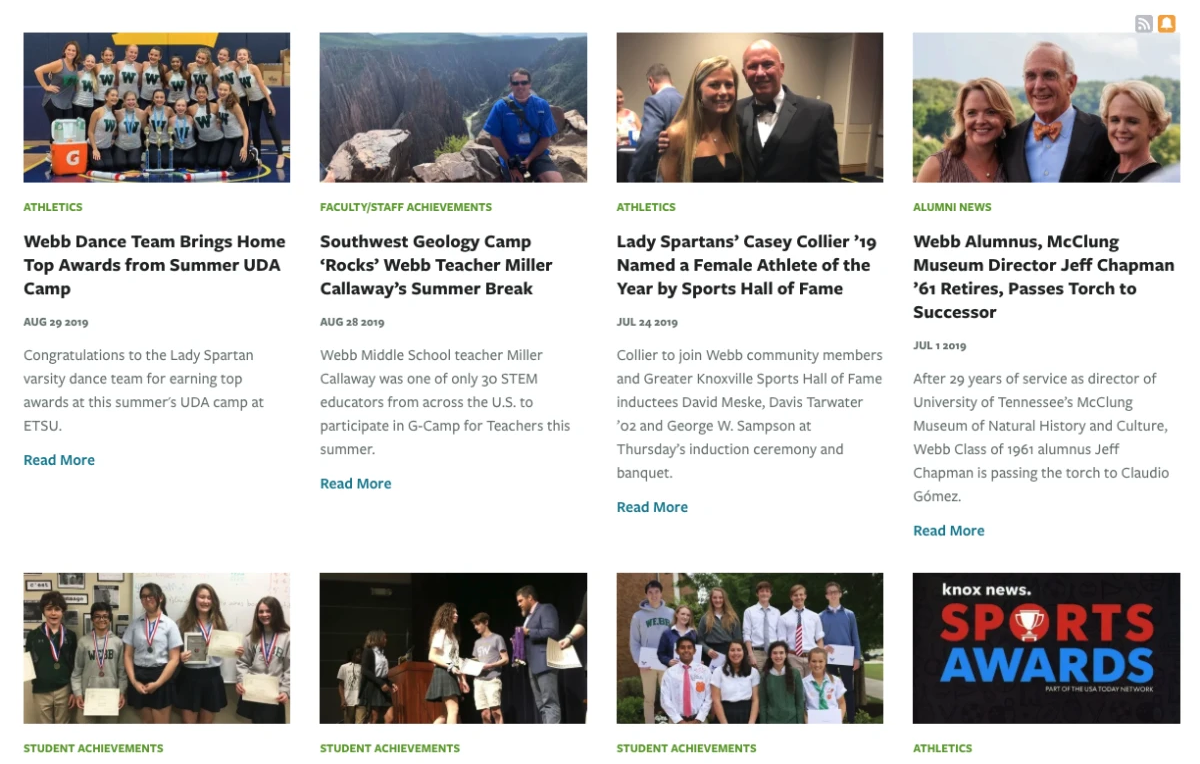 ATHLETICS
Webb Dance Team Brings Home
Top Awards from Summer UDA
Camp
AUG 29 2019
Congratulations to the Lady Spartan
varsity dance team for earning top
awards at this summer's UDA camp at
ETSU.
Read More
FACULTY/STAFF ACHIEVEMENTS
Southwest Geology Camp
‘Rocks’ Webb Teacher Miller
Callaway’s Summer Break
AUG 28 2019
Webb Middle School teacher Miller
Callaway was one of only 30 STEM
educators from across the U.S. to
participate in G-Camp for Teachers this
summer.
Read More
ATHLETICS
Lady Spartans’ Casey Collier ’19
Named a Female Athlete of the
Year by Sports Hall of Fame
JUL 24 2019
Collier to join Webb community members
and Greater Knoxville Sports Hall of Fame
inductees David Meske, Davis Tarwater
’02 and George W. Sampson at
Thursday’s induction ceremony and
banquet.
Read More
ALUMNI NEWS
Webb Alumnus, McClung
Museum Director Jeff Chapman
’61 Retires, Passes Torch to
Successor
JUL 1 2019
After 29 years of service as director of
University of Tennessee’s McClung
Museum of Natural History and Culture,
Webb Class of 1961 alumnus Jeff
Chapman is passing the torch to Claudio
Gómez.
Read More
WEBB
WEBB
knox news.
SPORTS
AWARDS
PART OF THE USA TODAY NETWORK
STUDENT ACHIEVEMENTS
STUDENT ACHIEVEMENTS
STUDENT ACHIEVEMENTS
ATHLETICS